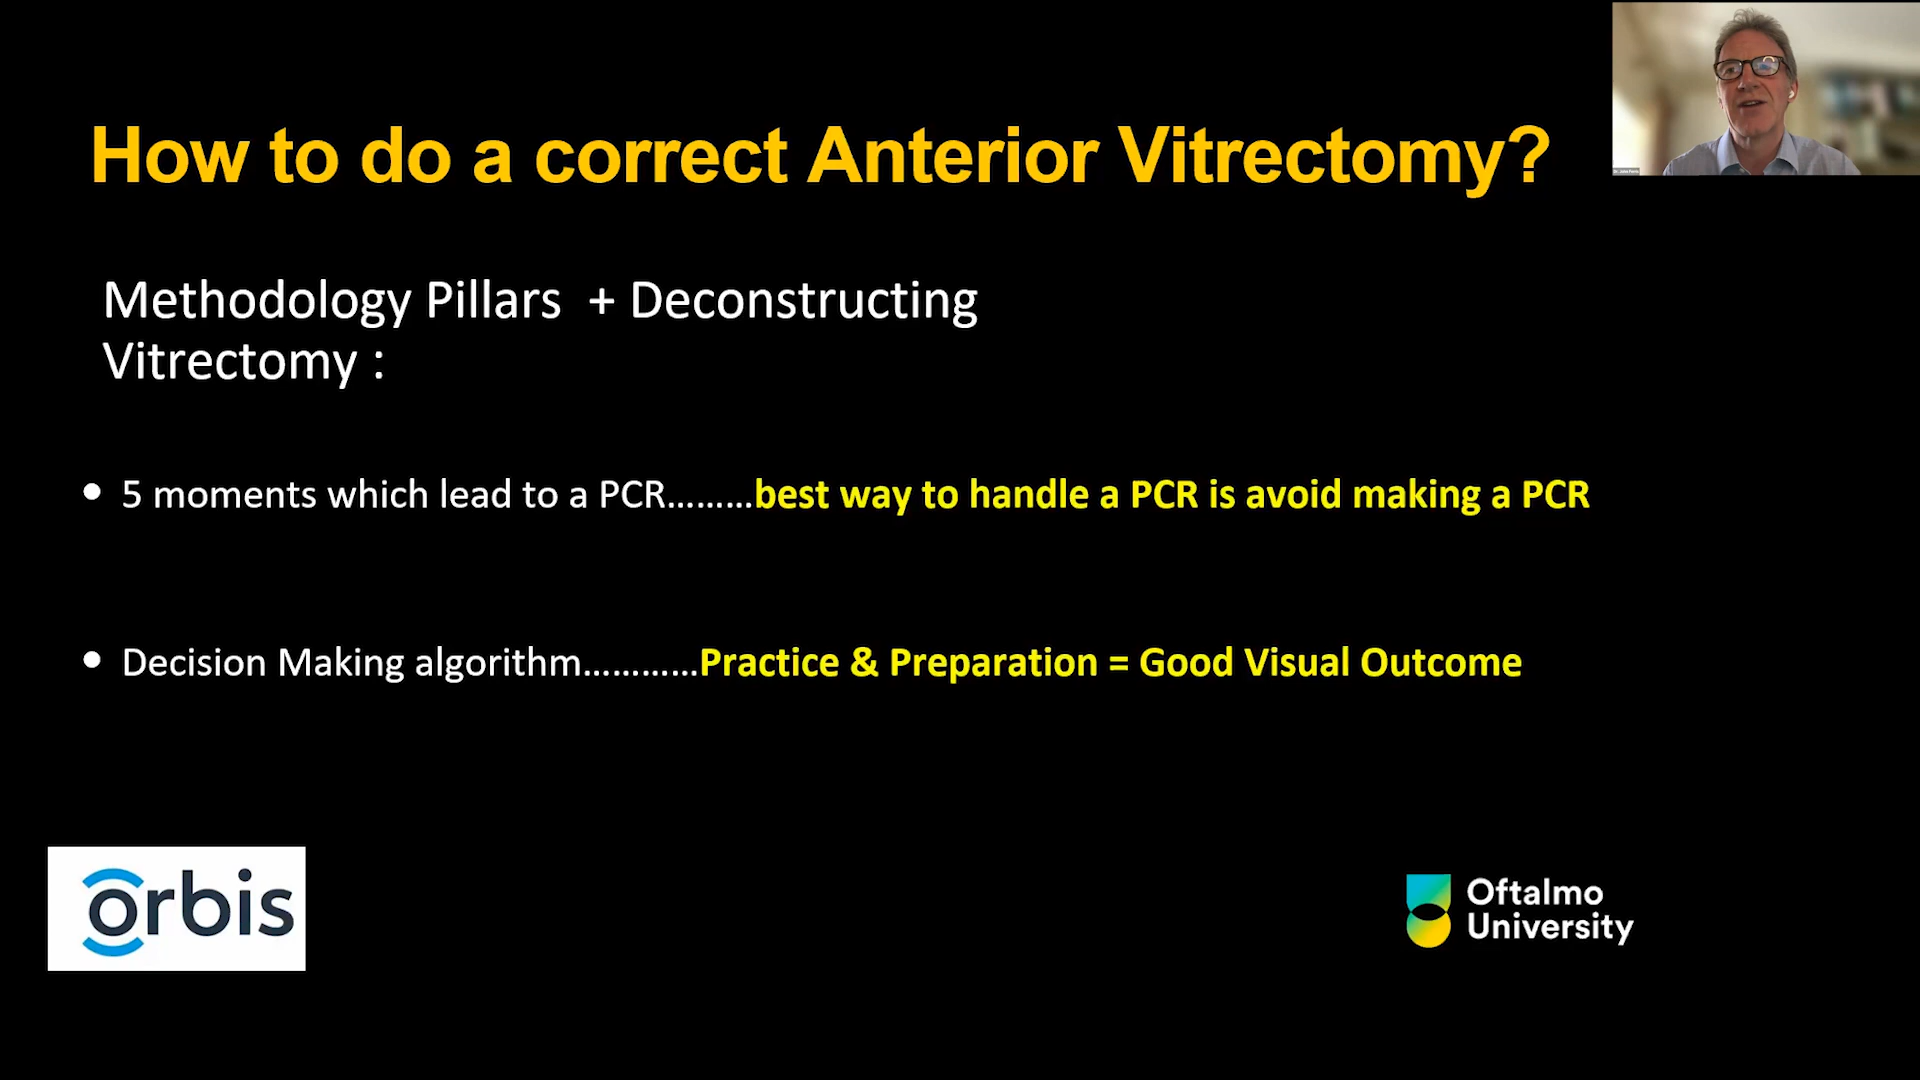 How to do a correct Anterior Vitrectomy?
Methodology Pillars + Deconstructing
Vitrectomy :
• 5 moments which lead to a PCR.........best way to handle a PCR is avoid making a PCR
• Decision Making algorithm............Practice & Preparation = Good Visual Outcome
orbis
Oftalmo
University